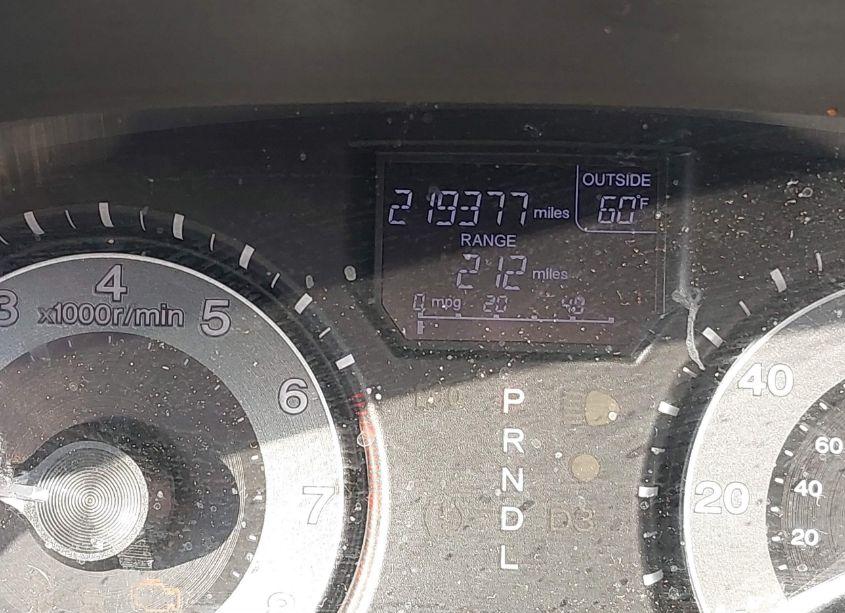 OUTSIDE
219377 miles 60°F
RANGE
212 miles
0 mpg 20 40
3 4 5 6 7
x1000r/min
P
R
N
D
L
D3
40
20
60
40
20